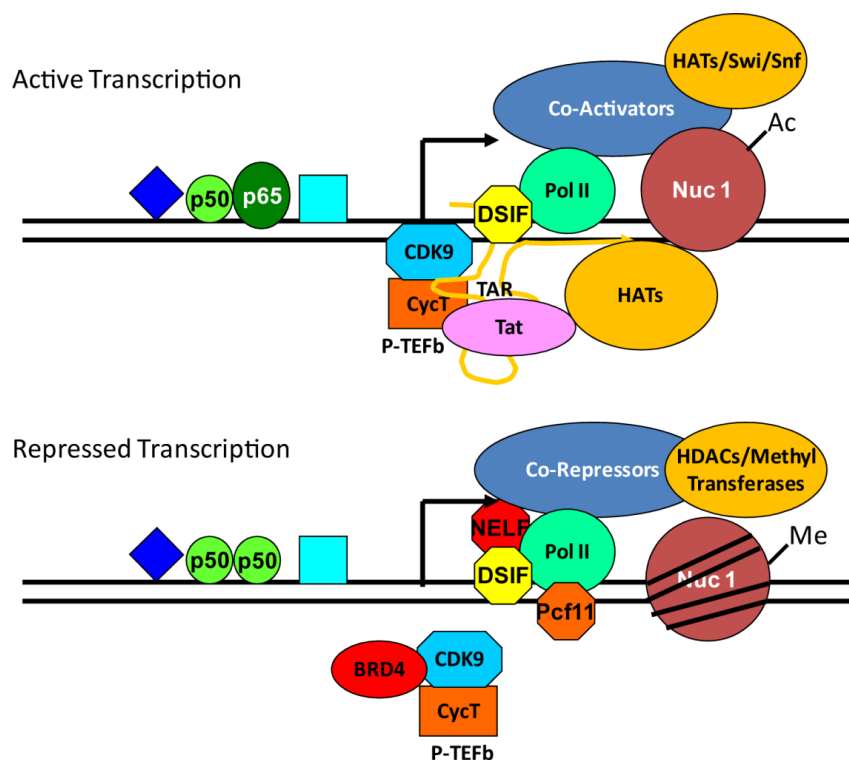 Active Transcription
HATs/Swi/Snf
Co-Activators
Ac
p50
p65
Pol II
Nuc 1
DSIF
CDK9
TAR
CycT
HATs
Tat
P-TEFb
Repressed Transcription
Co-Repressors
HDACs/Methyl
Transferases
NELF
Me
p50
p50
Pol II
Nuc 1
DSIF
Pcf11
BRD4
CDK9
CycT
P-TEFb